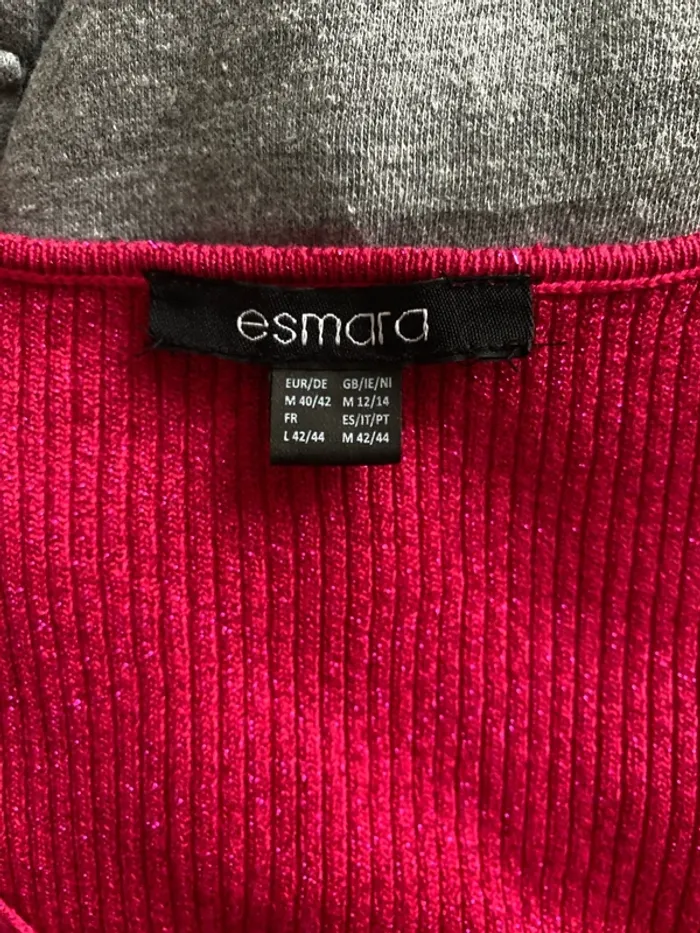 esmara
EUR/DE GB/IE/NI
M 40/42 M 12/14
FR ES/IT/PT
L 42/44 M 42/44